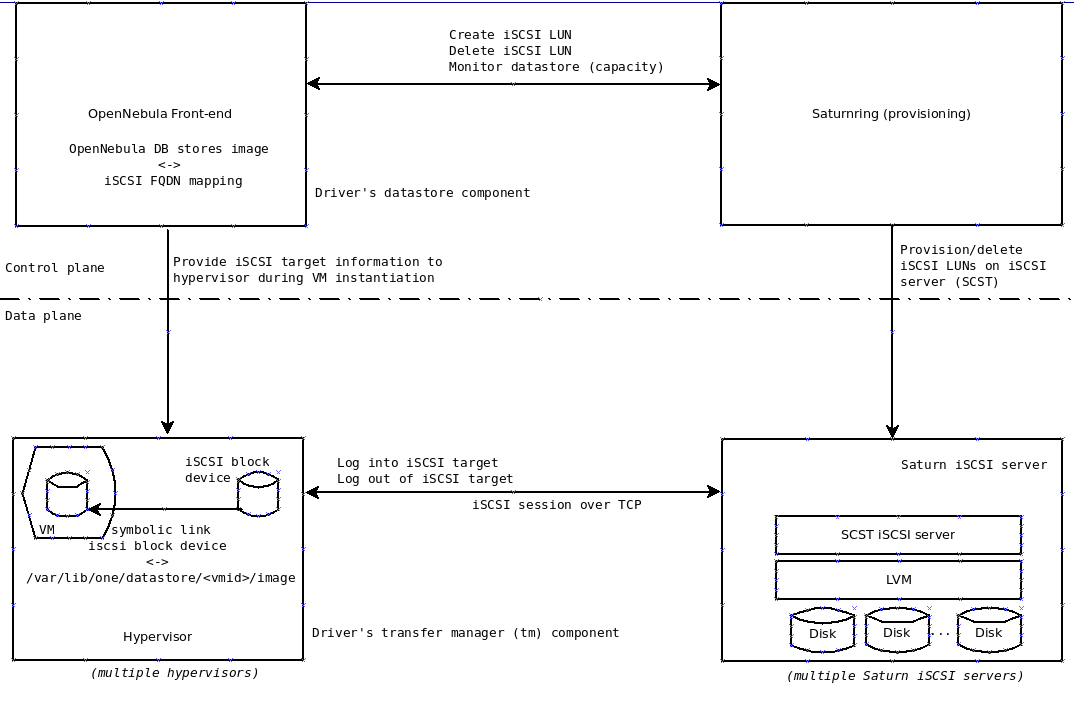 Create iSCSI LUN
Delete iSCSI LUN
Monitor datastore (capacity)
OpenNebula Front-end
OpenNebula DB stores image
<->
iSCSI FQDN mapping
Saturnring (provisioning)
Driver's datastore component
Control plane
Provide iSCSI target information to
hypervisor during VM instantiation
Provision/delete
iSCSI LUNs on iSCSI
server (SCST)
Data plane
iSCSI block
device
VM
symbolic link
iscsi block device
<->
/var/lib/one/datastore/<vmid>/image
Hypervisor
(multiple hypervisors)
Log into iSCSI target
Log out of iSCSI target
iSCSI session over TCP
Driver's transfer manager (tm) component
Saturn iSCSI server
SCST iSCSI server
LVM
Disk Disk ... Disk
(multiple Saturn iSCSI servers)